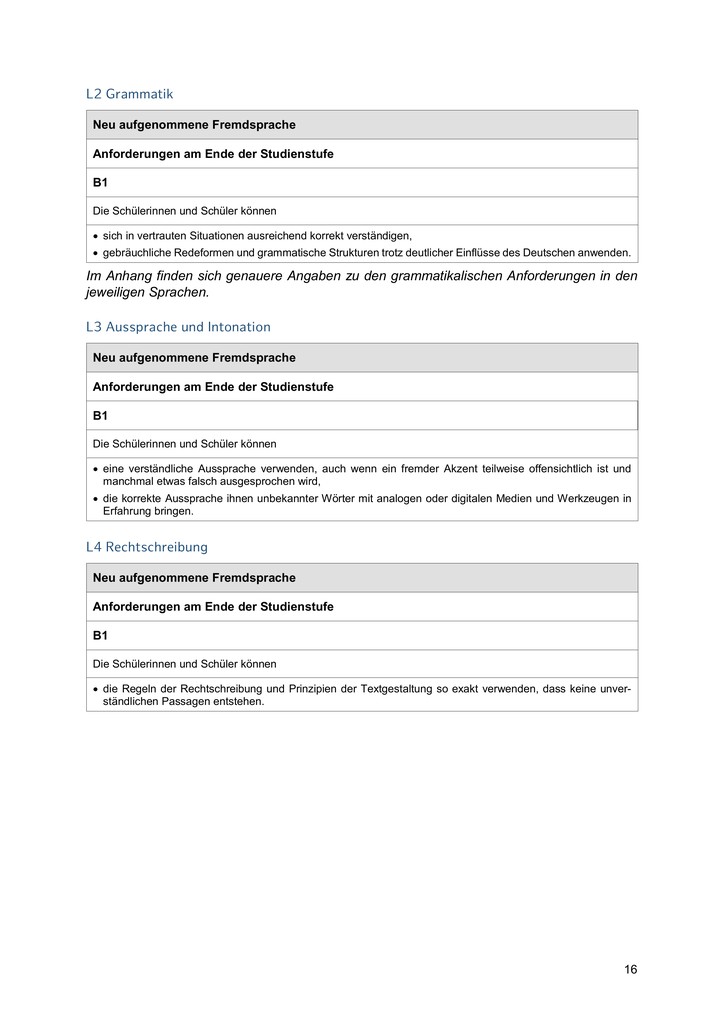 L2 Grammatik
Neu aufgenommene Fremdsprache
Anforderungen am Ende der Studienstufe
B1
Die Schülerinnen und Schüler können
• sich in vertrauten Situationen ausreichend korrekt verständigen,
• gebräuchliche Redeformen und grammatische Strukturen trotz deutlicher Einflüsse des Deutschen anwenden.
Im Anhang finden sich genauere Angaben zu den grammatikalischen Anforderungen in den
jeweiligen Sprachen.
L3 Aussprache und Intonation
Neu aufgenommene Fremdsprache
Anforderungen am Ende der Studienstufe
B1
Die Schülerinnen und Schüler können
• eine verständliche Aussprache verwenden, auch wenn ein fremder Akzent teilweise offensichtlich ist und
manchmal etwas falsch ausgesprochen wird,
• die korrekte Aussprache ihnen unbekannter Wörter mit analogen oder digitalen Medien und Werkzeugen in
Erfahrung bringen.
L4 Rechtschreibung
Neu aufgenommene Fremdsprache
Anforderungen am Ende der Studienstufe
B1
Die Schülerinnen und Schüler können
• die Regeln der Rechtschreibung und Prinzipien der Textgestaltung so exakt verwenden, dass keine unver-
ständlichen Passagen entstehen.
16